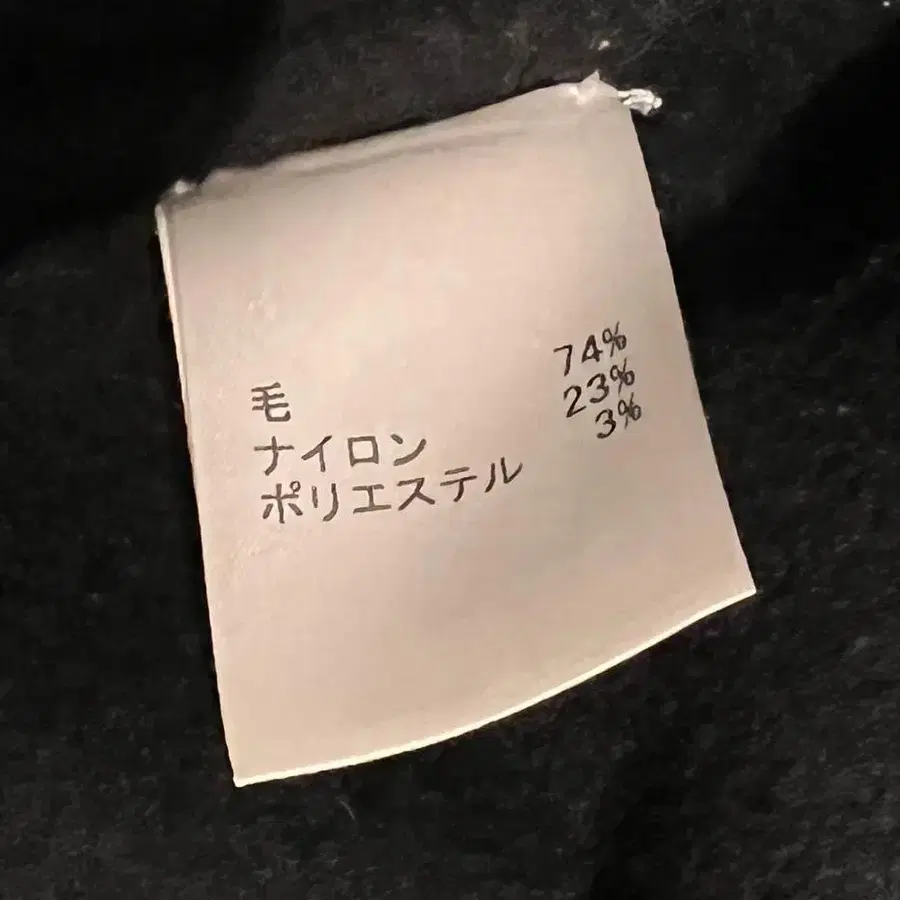 毛 74%
ナイロン 23%
ポリエステル 3%